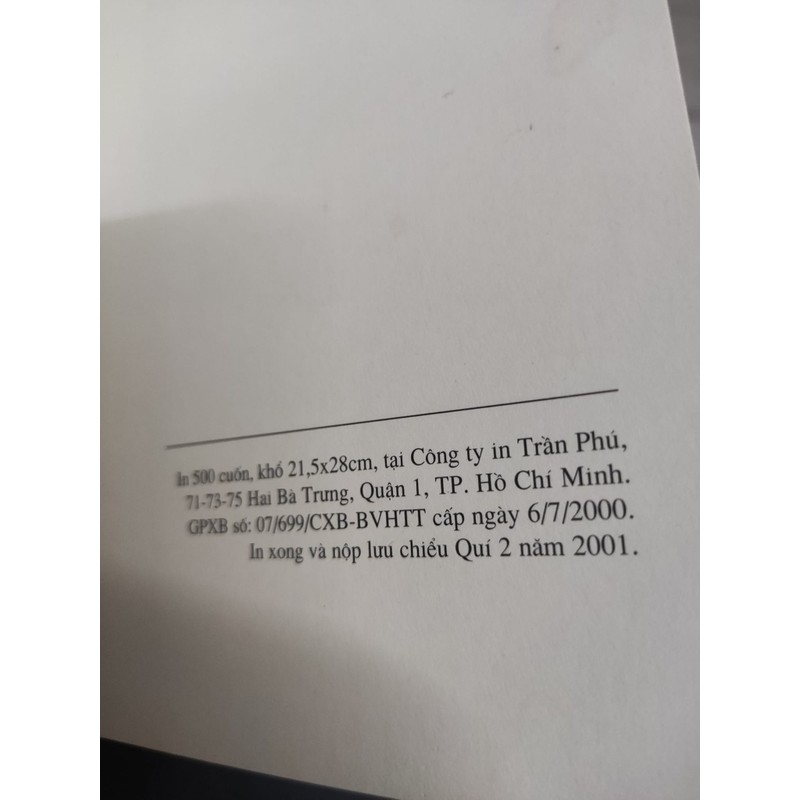 In 500 cuốn, khổ 21,5x28cm, tại Công ty in Trần Phú,
71-73-75 Hai Bà Trưng, Quận 1, TP. Hồ Chí Minh.
GPXB số: 07/699/CXB-BVHTT cấp ngày 6/7/2000.
In xong và nộp lưu chiểu Quí 2 năm 2001.